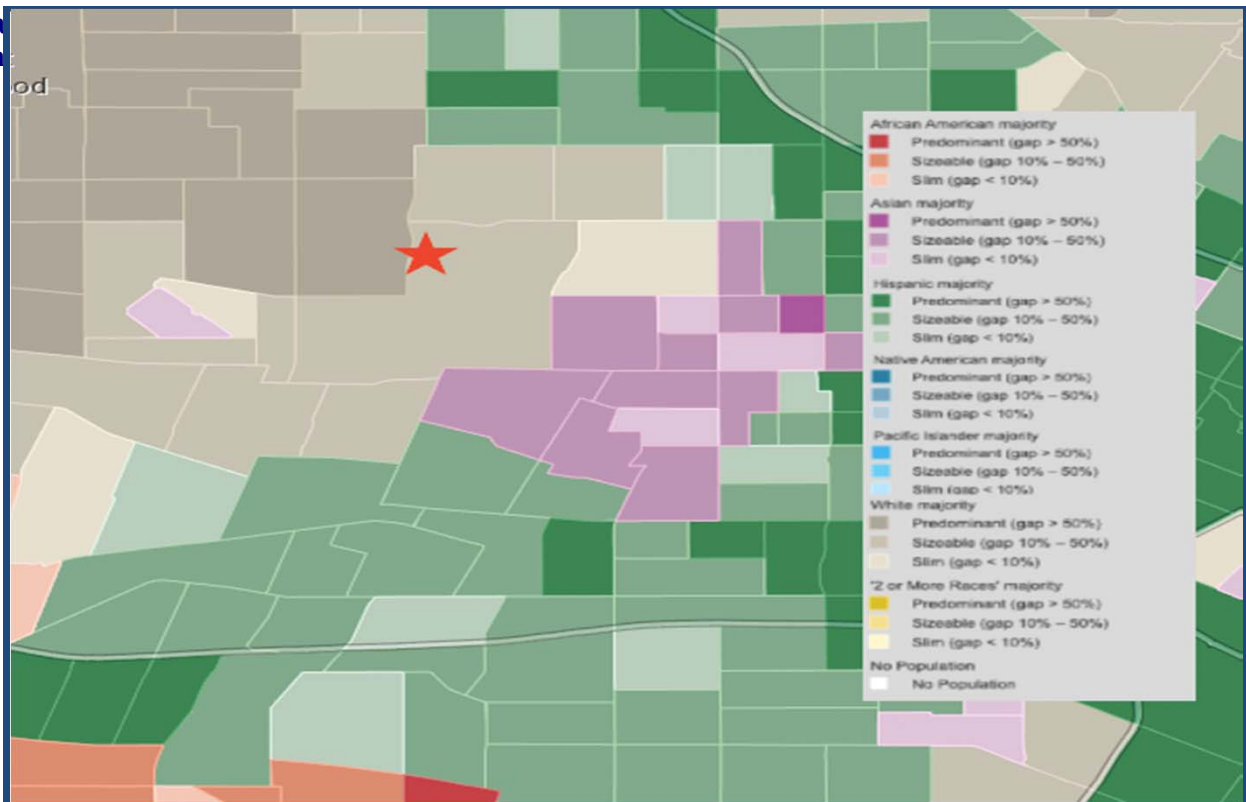 ood
African American majority
Predominant (gap > 50%)
Sizeable (gap 10% – 50%)
Slim (gap < 10%)
Asian majority
Predominant (gap > 50%)
Sizeable (gap 10% – 50%)
Slim (gap < 10%)
Hispanic majority
Predominant (gap > 50%)
Sizeable (gap 10% – 50%)
Slim (gap < 10%)
Native American majority
Predominant (gap > 50%)
Sizeable (gap 10% – 50%)
Slim (gap < 10%)
Pacific Islander majority
Predominant (gap > 50%)
Sizeable (gap 10% – 50%)
Slim (gap < 10%)
White majority
Predominant (gap > 50%)
Sizeable (gap 10% – 50%)
Slim (gap < 10%)
'2 or More Races' majority
Predominant (gap > 50%)
Sizeable (gap 10% – 50%)
Slim (gap < 10%)
No Population
No Population